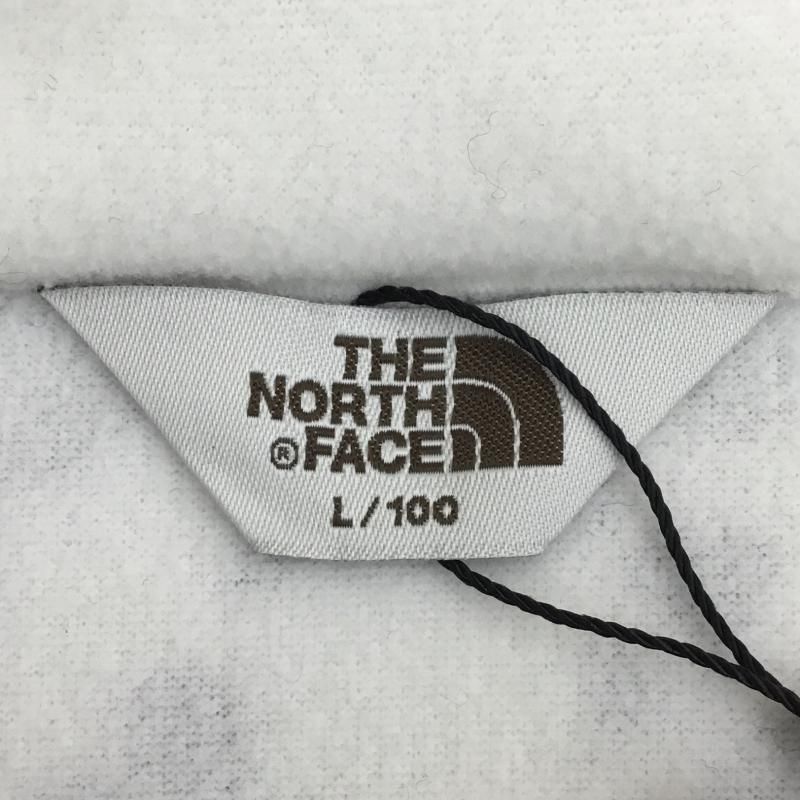 THE
NORTH
® FACE
L/100